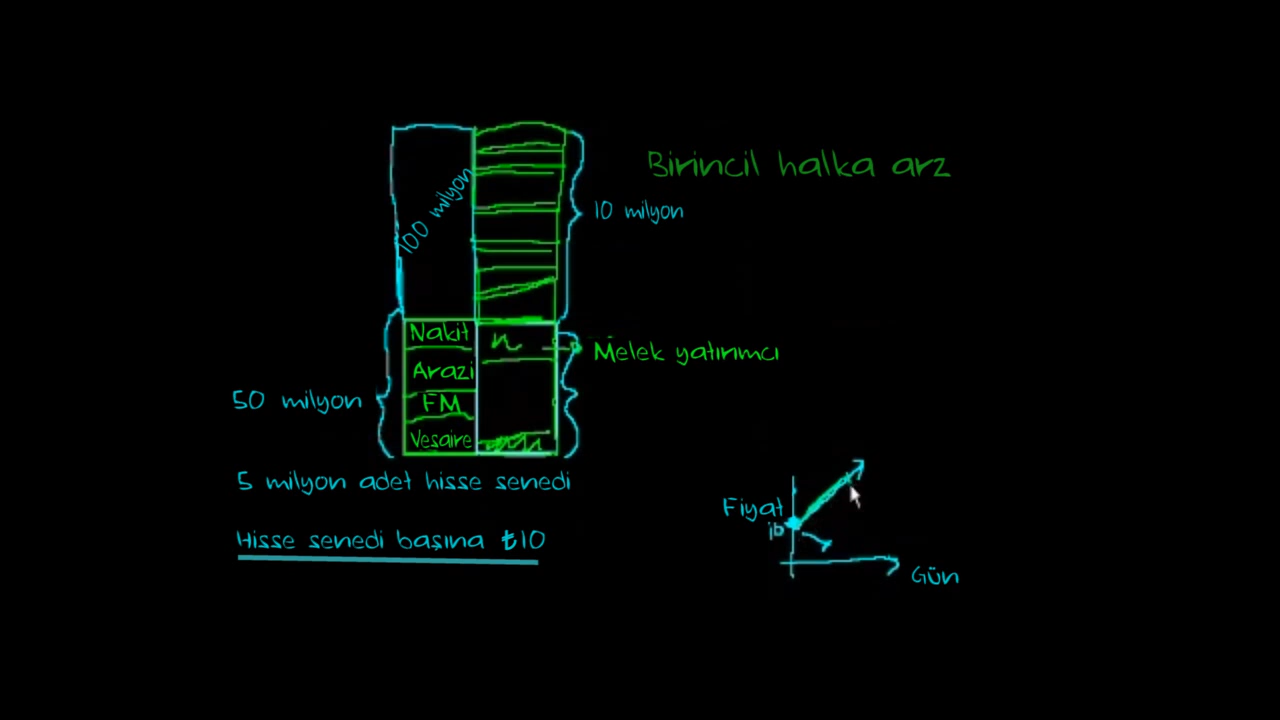 Birincil halka arz
100 milyon
10 milyon
Nakit
n
Melek yatırımcı
Arazi
50 milyon
FM
Vesaire
5 milyon adet hisse senedi
Hisse senedi başına ₺10
Fiyat
10
Gün